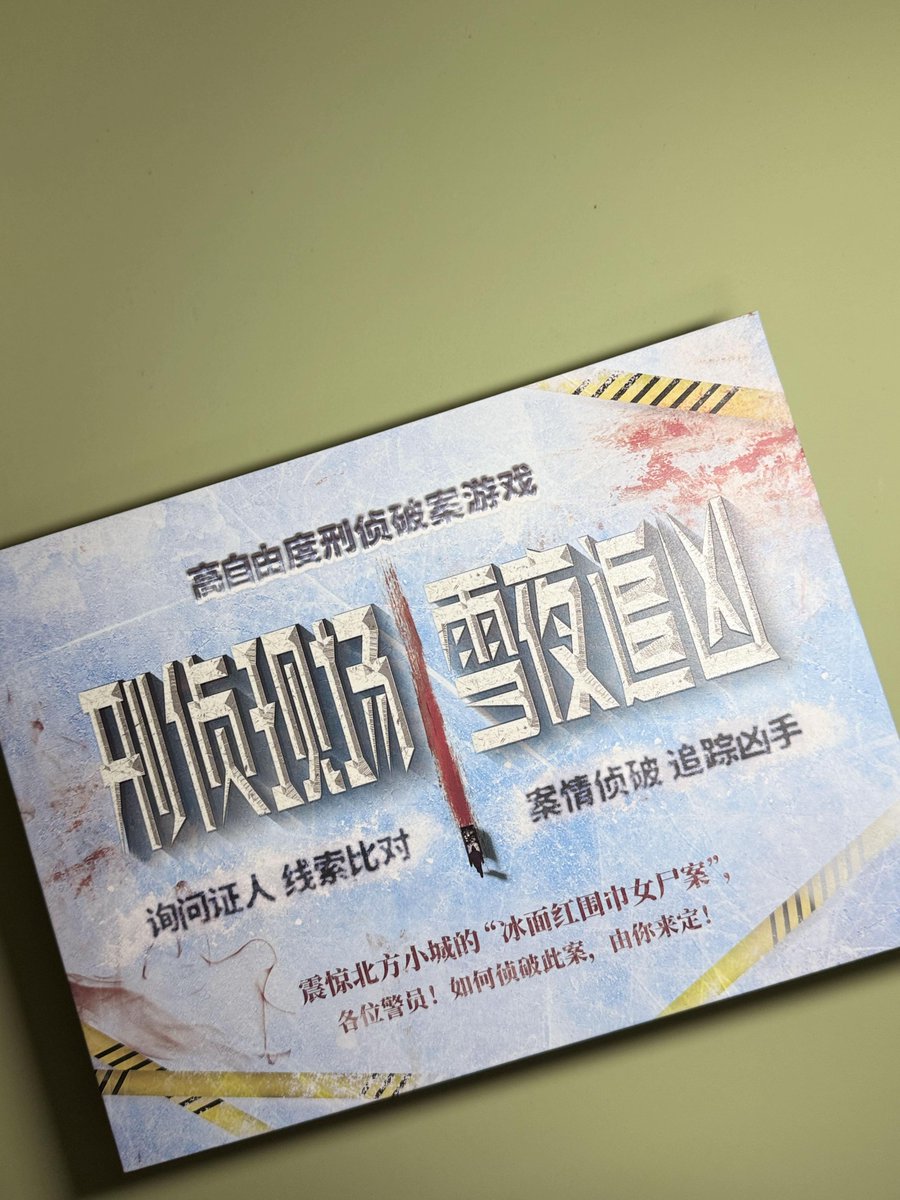 高自由度刑侦破案游戏
刑侦现场 雪夜追凶
询问证人 线索比对 案情侦破 追踪凶手
震惊北方小城的“冰面红围巾女尸案”，
各位警员！如何侦破此案，由你来定！